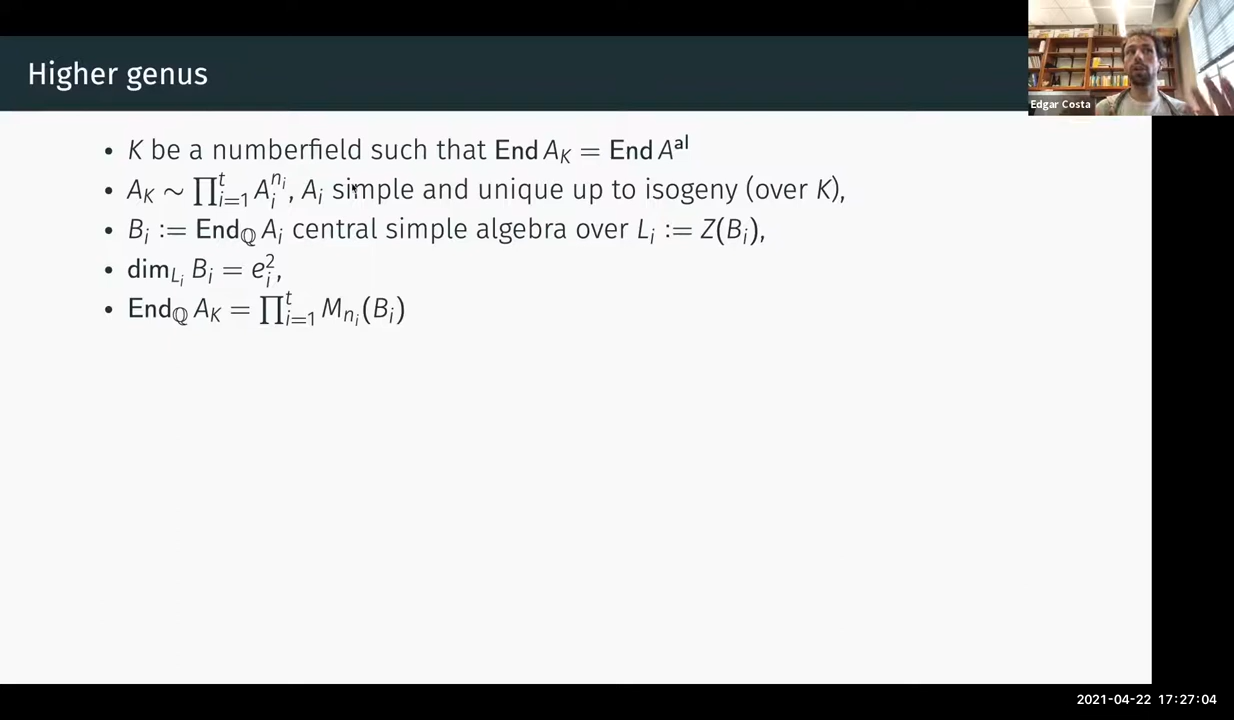 Higher genus
Edgar Costa
• K be a numberfield such that End A_K = End A^al
• A_K ∼ ∏_{i=1}^t A_i^{n_i}, A_i simple and unique up to isogeny (over K),
• B_i := End_ℚ A_i central simple algebra over L_i := Z(B_i),
• dim_{L_i} B_i = e_i^2,
• End_ℚ A_K = ∏_{i=1}^t M_{n_i}(B_i)
2021-04-22 17:27:04